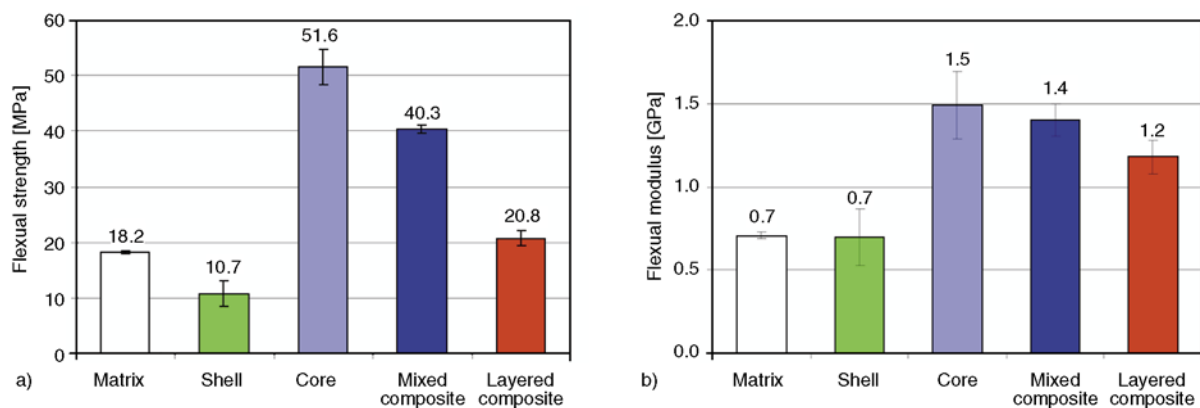 60
50
40
30
20
10
0
Flexual strength [MPa]
18.2
10.7
51.6
40.3
20.8
Matrix
Shell
Core
Mixed
composite
Layered
composite
a)
2.0
1.5
1.0
0.5
0.0
Flexual modulus [GPa]
0.7
0.7
1.5
1.4
1.2
Matrix
Shell
Core
Mixed
composite
Layered
composite
b)